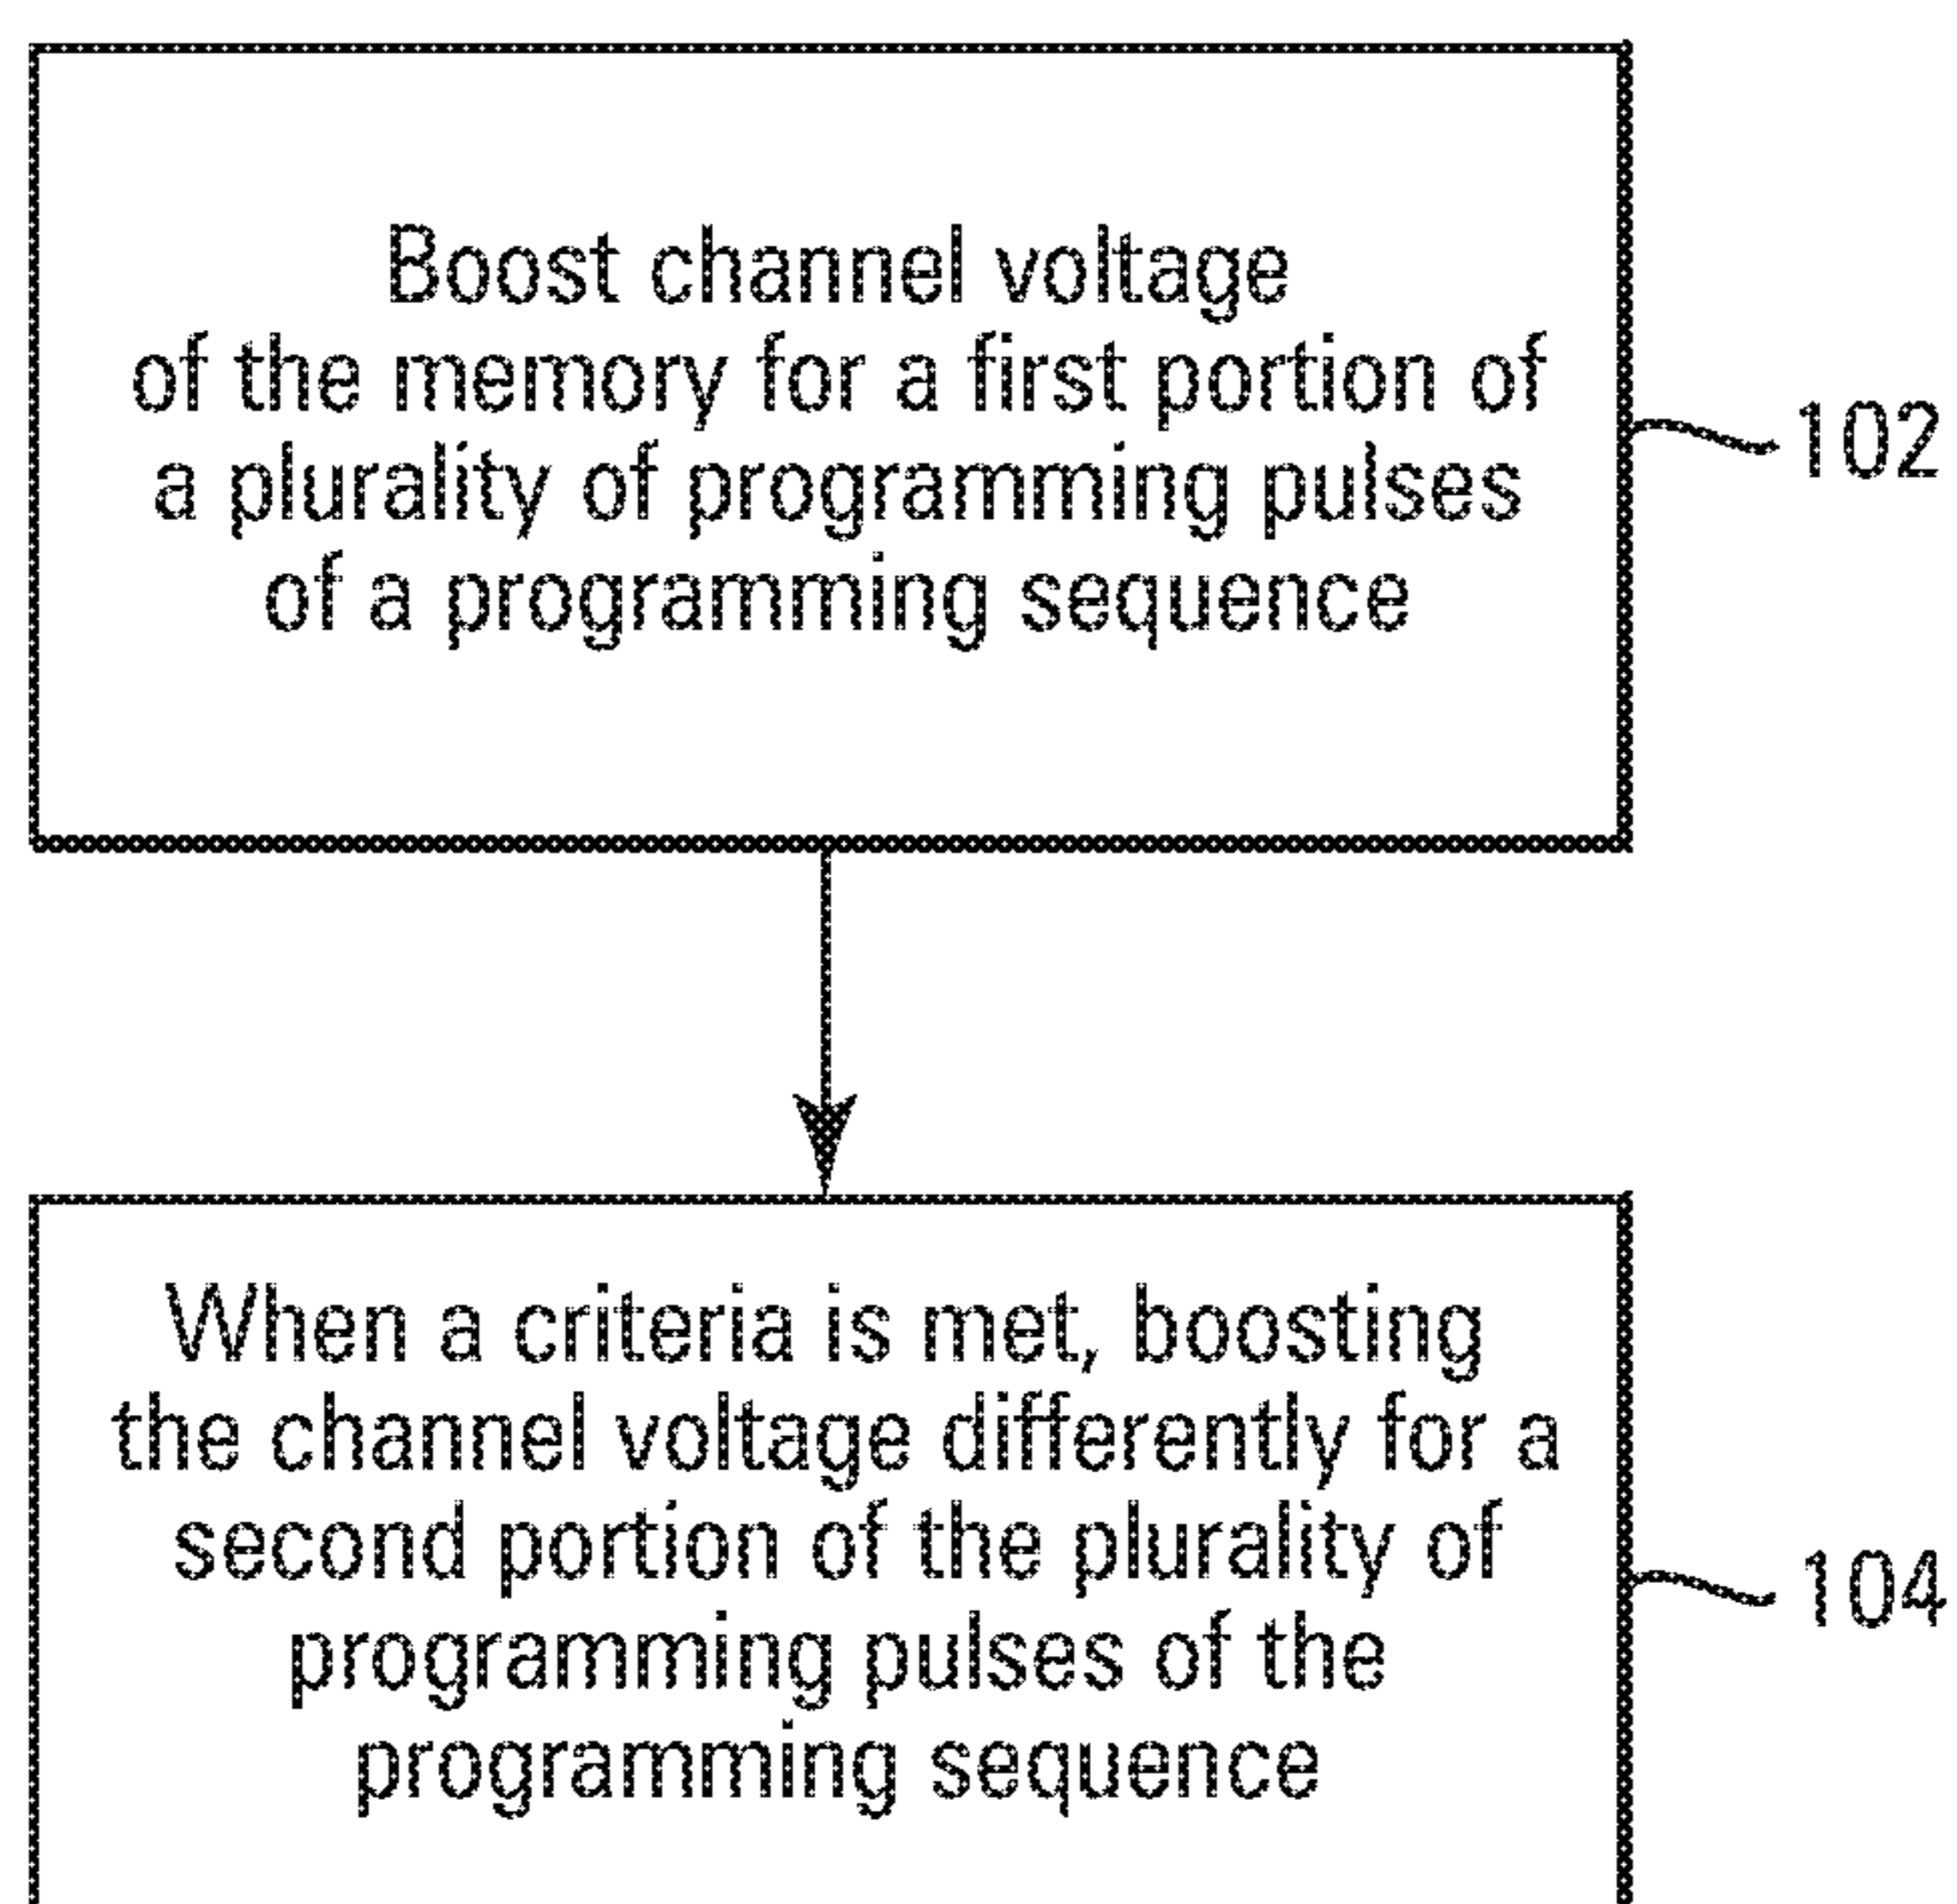 Boost channel voltage
of the memory for a first portion of
a plurality of programming pulses
of a programming sequence
102
When a criteria is met, boosting
the channel voltage differently for a
second portion of the plurality of
programming pulses of the
programming sequence
104